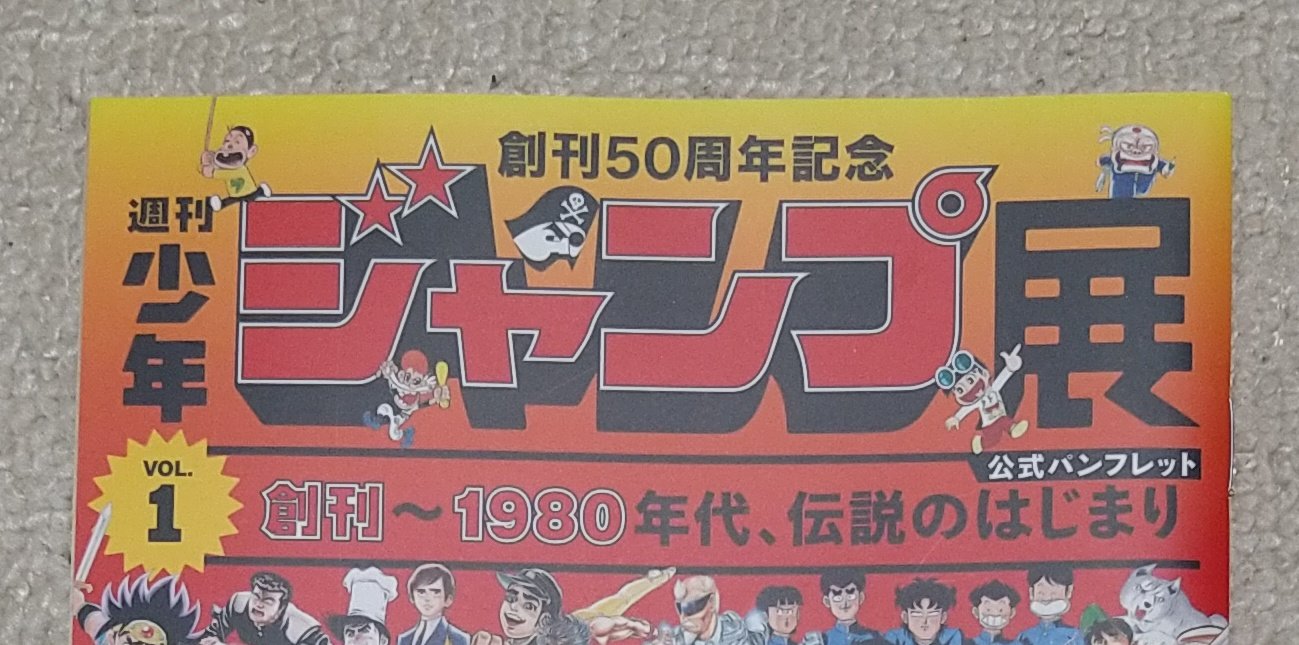 創刊50周年記念
週刊
少年
ジャンプ展
公式パンフレット
VOL.
1
創刊～1980年代、伝説のはじまり